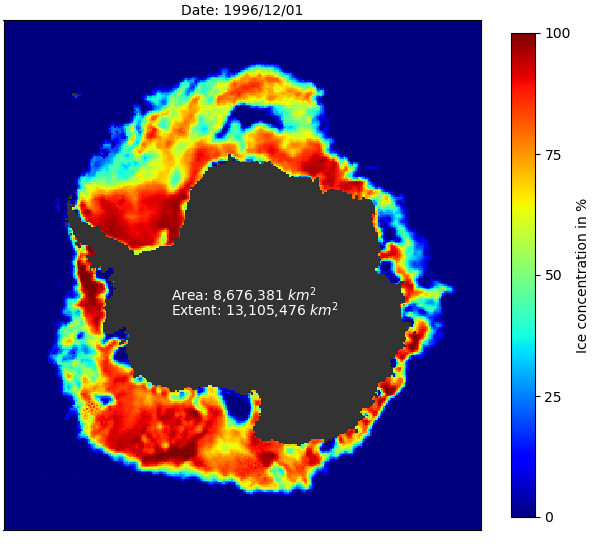 Date: 1996/12/01
Area: 8,676,381 km²
Extent: 13,105,476 km²
100
75
50
25
0
Ice concentration in %